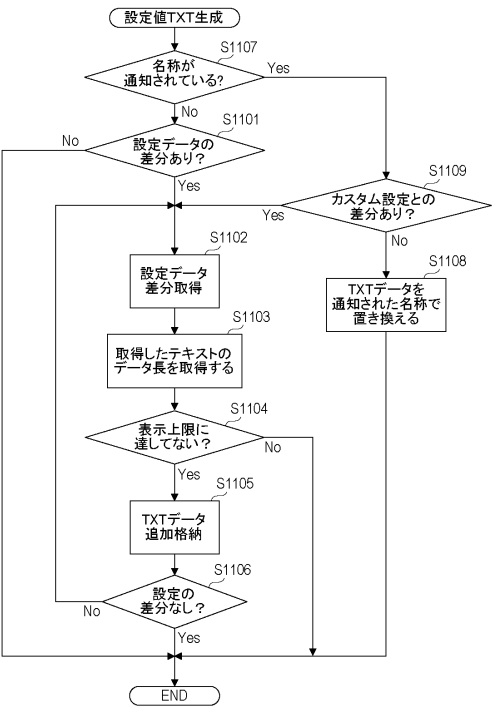 設定値TXT生成
S1107
名称が
通知されている?
Yes
No
S1101
設定データの
差分あり？
No
Yes
S1109
カスタム設定との
差分あり？
Yes
No
S1102
設定データ
差分取得
S1108
TXTデータを
通知された名称で
置き換える
S1103
取得したテキストの
データ長を取得する
S1104
表示上限に
達してない？
No
Yes
S1105
TXTデータ
追加格納
S1106
設定の
差分なし？
No
Yes
END